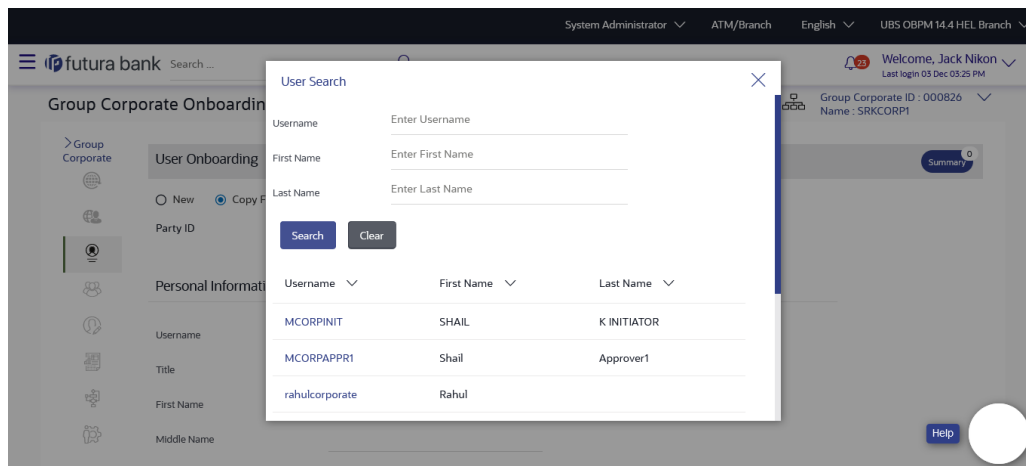 System Administrator ATM/Branch English UBS OBPM 14.4 HEL Branch
futura bank Search ... 23 Welcome, Jack Nikon
Last login 03 Dec 03:25 PM
Group Corporate Onboardin
Group Corporate ID : 000826
Name : SRKCORP1
Group
Corporate
User Onboarding
Summary 0
New Copy F
Party ID
Personal Informati
Username
Title
First Name
Middle Name
User Search
Username Enter Username
First Name Enter First Name
Last Name Enter Last Name
Search Clear
Username First Name Last Name
MCORPINIT SHAIL K INITIATOR
MCORPAPPR1 Shail Approver1
rahulcorporate Rahul
Help